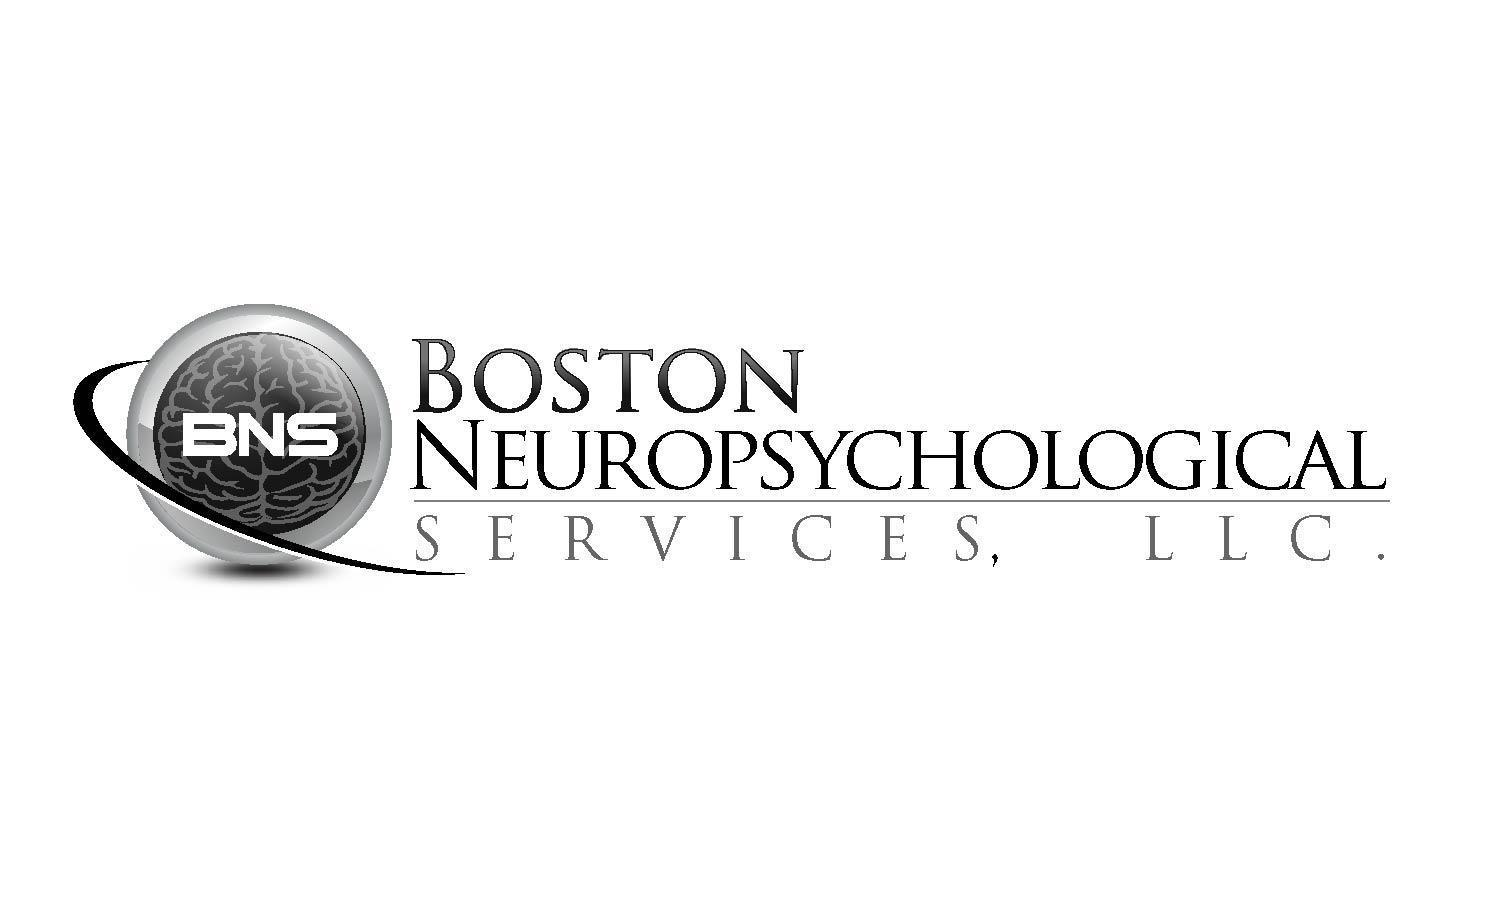 BNS
BOSTON
NEUROPSYCHOLOGICAL
SERVICES, LLC.